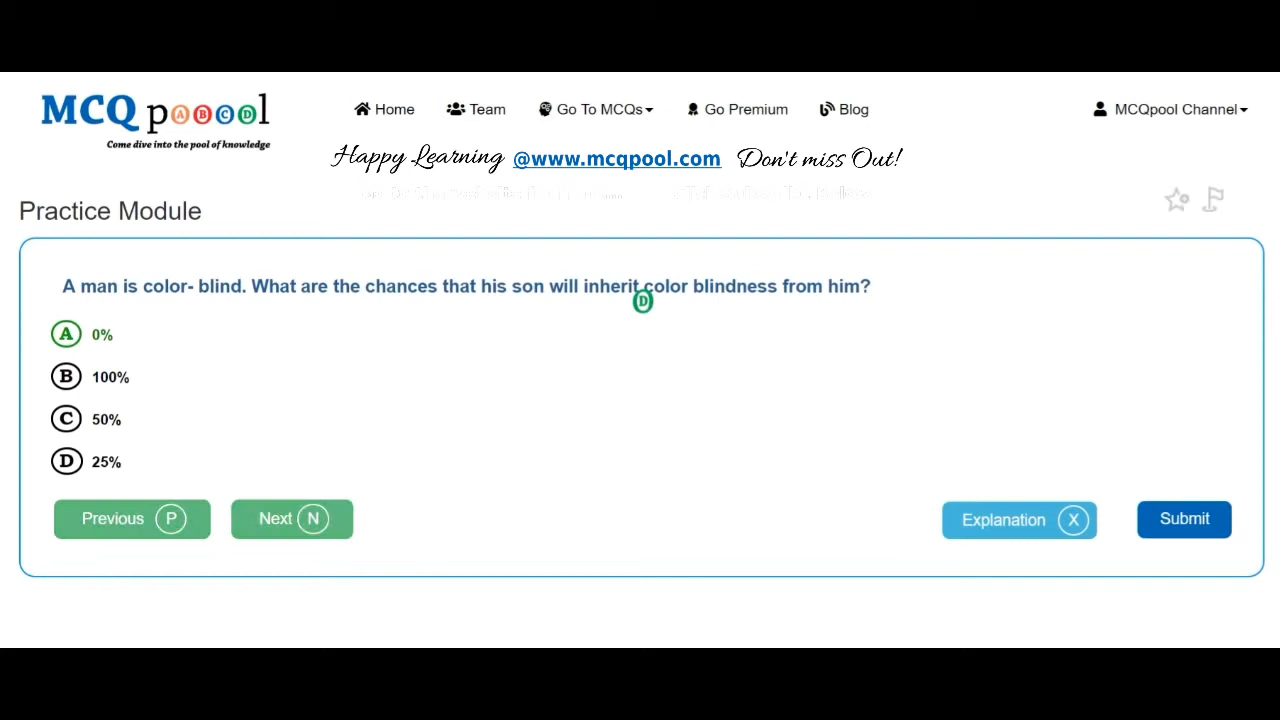 MCQ pooool
Come dive into the pool of knowledge
Home Team Go To MCQs Go Premium Blog MCQpool Channel
Happy Learning @www.mcqpool.com Don't miss Out!
Practice Module
A man is color- blind. What are the chances that his son will inherit color blindness from him?
D
A 0%
B 100%
C 50%
D 25%
Previous P Next N Explanation X Submit